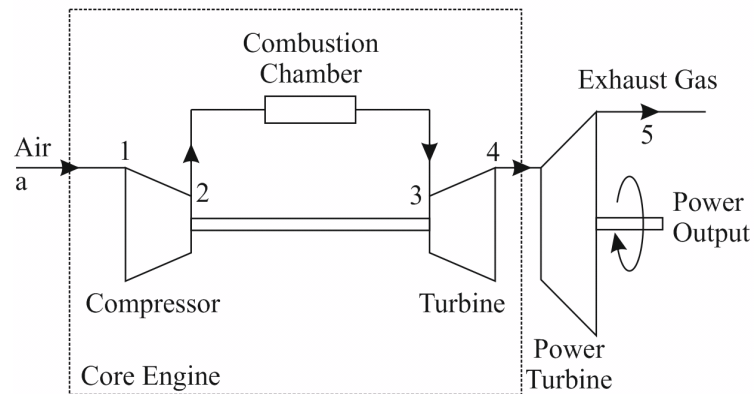 Combustion
Chamber
Exhaust Gas
Air
a
1
2
3
4
5
Power
Output
Compressor
Turbine
Power
Turbine
Core Engine